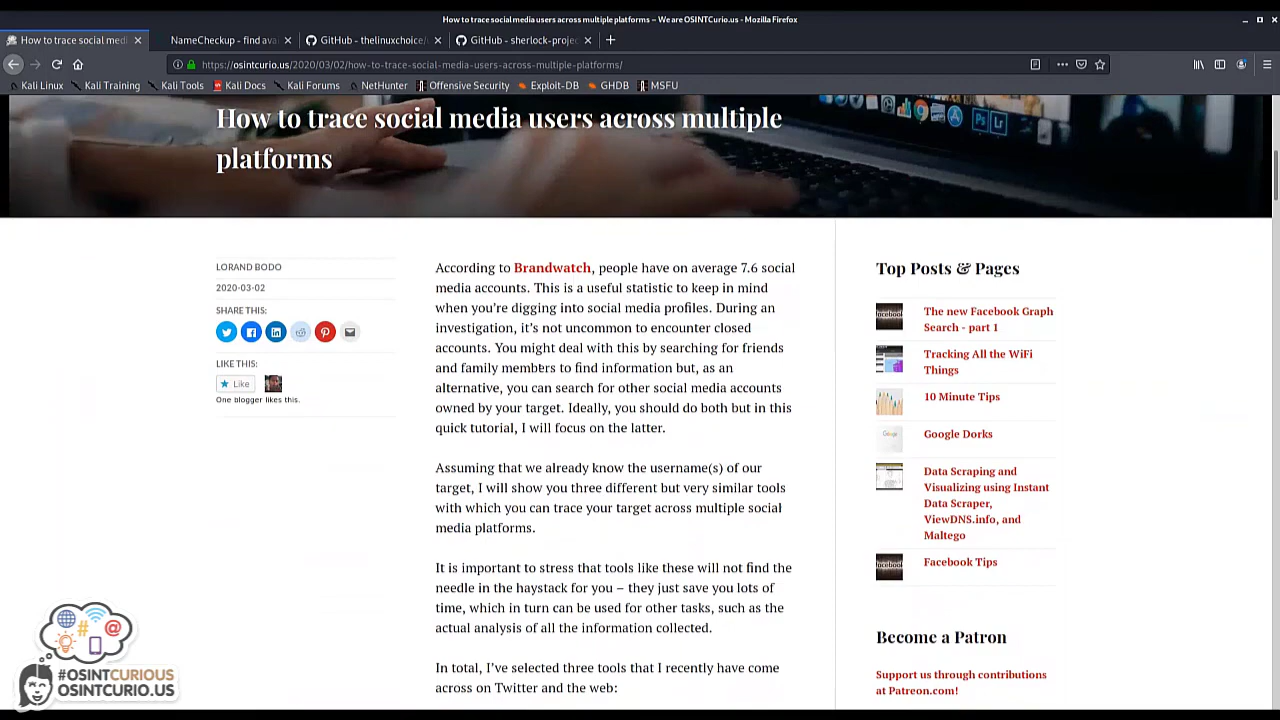 How to trace social media users across multiple platforms – We are OSINTCurio.us - Mozilla Firefox
How to trace social medi
NameCheckup - find ava
GitHub - thelinuxchoice/
GitHub - sherlock-projec
https://osintcurio.us/2020/03/02/how-to-trace-social-media-users-across-multiple-platforms/
Kali Linux
Kali Training
Kali Tools
Kali Docs
Kali Forums
NetHunter
Offensive Security
Exploit-DB
GHDB
MSFU
How to trace social media users across multiple
platforms
LORAND BODO
2020-03-02
SHARE THIS:
LIKE THIS:
Like
One blogger likes this.
According to Brandwatch, people have on average 7.6 social
media accounts. This is a useful statistic to keep in mind
when you're digging into social media profiles. During an
investigation, it's not uncommon to encounter closed
accounts. You might deal with this by searching for friends
and family members to find information but, as an
alternative, you can search for other social media accounts
owned by your target. Ideally, you should do both but in this
quick tutorial, I will focus on the latter.
Assuming that we already know the username(s) of our
target, I will show you three different but very similar tools
with which you can trace your target across multiple social
media platforms.
It is important to stress that tools like these will not find the
needle in the haystack for you – they just save you lots of
time, which in turn can be used for other tasks, such as the
actual analysis of all the information collected.
In total, I've selected three tools that I recently have come
across on Twitter and the web:
Top Posts & Pages
The new Facebook Graph
Search - part 1
Tracking All the WiFi
Things
10 Minute Tips
Google Dorks
Data Scraping and
Visualizing using Instant
Data Scraper,
ViewDNS.info, and
Maltego
Facebook Tips
Become a Patron
Support us through contributions
at Patreon.com!
#OSINTCURIOUS
OSINTCURIO.US